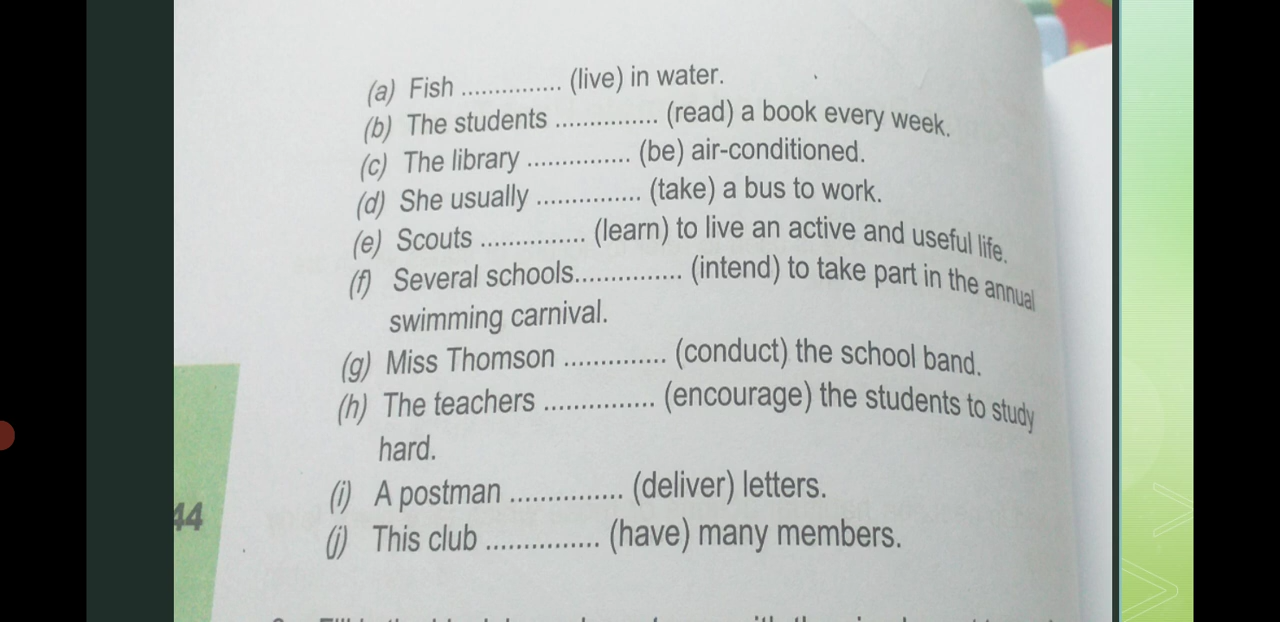 (a) Fish ............... (live) in water.
(b) The students ............... (read) a book every week.
(c) The library ............... (be) air-conditioned.
(d) She usually ............... (take) a bus to work.
(e) Scouts ............... (learn) to live an active and useful life.
(f) Several schools............... (intend) to take part in the annual
swimming carnival.
(g) Miss Thomson ............... (conduct) the school band.
(h) The teachers ............... (encourage) the students to study
hard.
(i) A postman ............... (deliver) letters.
44
(j) This club ............... (have) many members.